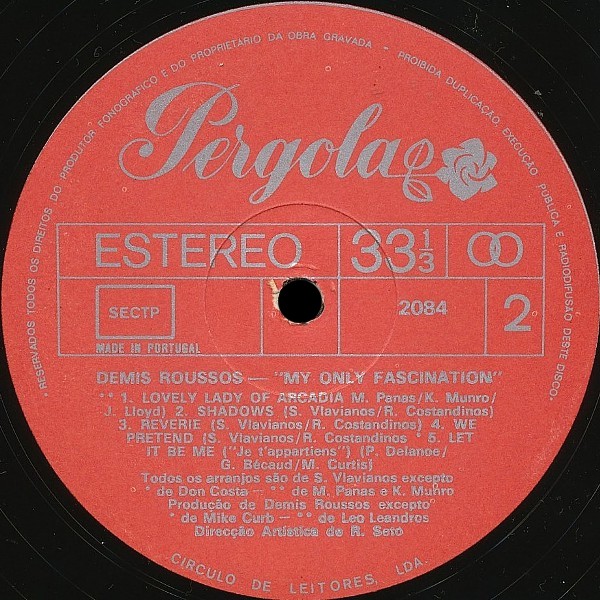 • RESERVADOS TODOS OS DIREITOS DO PRODUTOR FONOGRÁFICO E DO PROPRIETÁRIO DA OBRA GRAVADA - PROIBIDA DUPLICAÇÃO, EXECUÇÃO PÚBLICA E RADIODIFUSÃO DESTE DISCO •
Pergola
ESTEREO 33 1/3
SECTP 2084 2
MADE IN PORTUGAL
DEMIS ROUSSOS — "MY ONLY FASCINATION"
** 1. LOVELY LADY OF ARCADIA M. Panas/K. Munro/
J. Lloyd) 2. SHADOWS (S. Vlavianos/R. Costandinos)
3. REVERIE (S. Vlavianos/R. Costandinos) 4. WE
PRETEND (S. Vlavianos/R. Costandinos * 5. LET
IT BE ME ("Je t'appartiens") (P. Delanoe/
G. Bécaud/M. Curtis)
Todos os arranjos são de S. Vlavianos excepto
* de Don Costa — ** de M. Panas e K. Munro
Produção de Demis Roussos excepto
* de Mike Curb — ** de Leo Leandros
Direcção Artística de R. Seto
CIRCULO DE LEITORES, LDA.